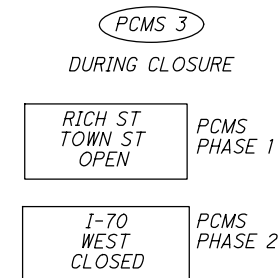 PCMS 3
DURING CLOSURE
RICH ST
TOWN ST
OPEN
PCMS
PHASE 1
I-70
WEST
CLOSED
PCMS
PHASE 2